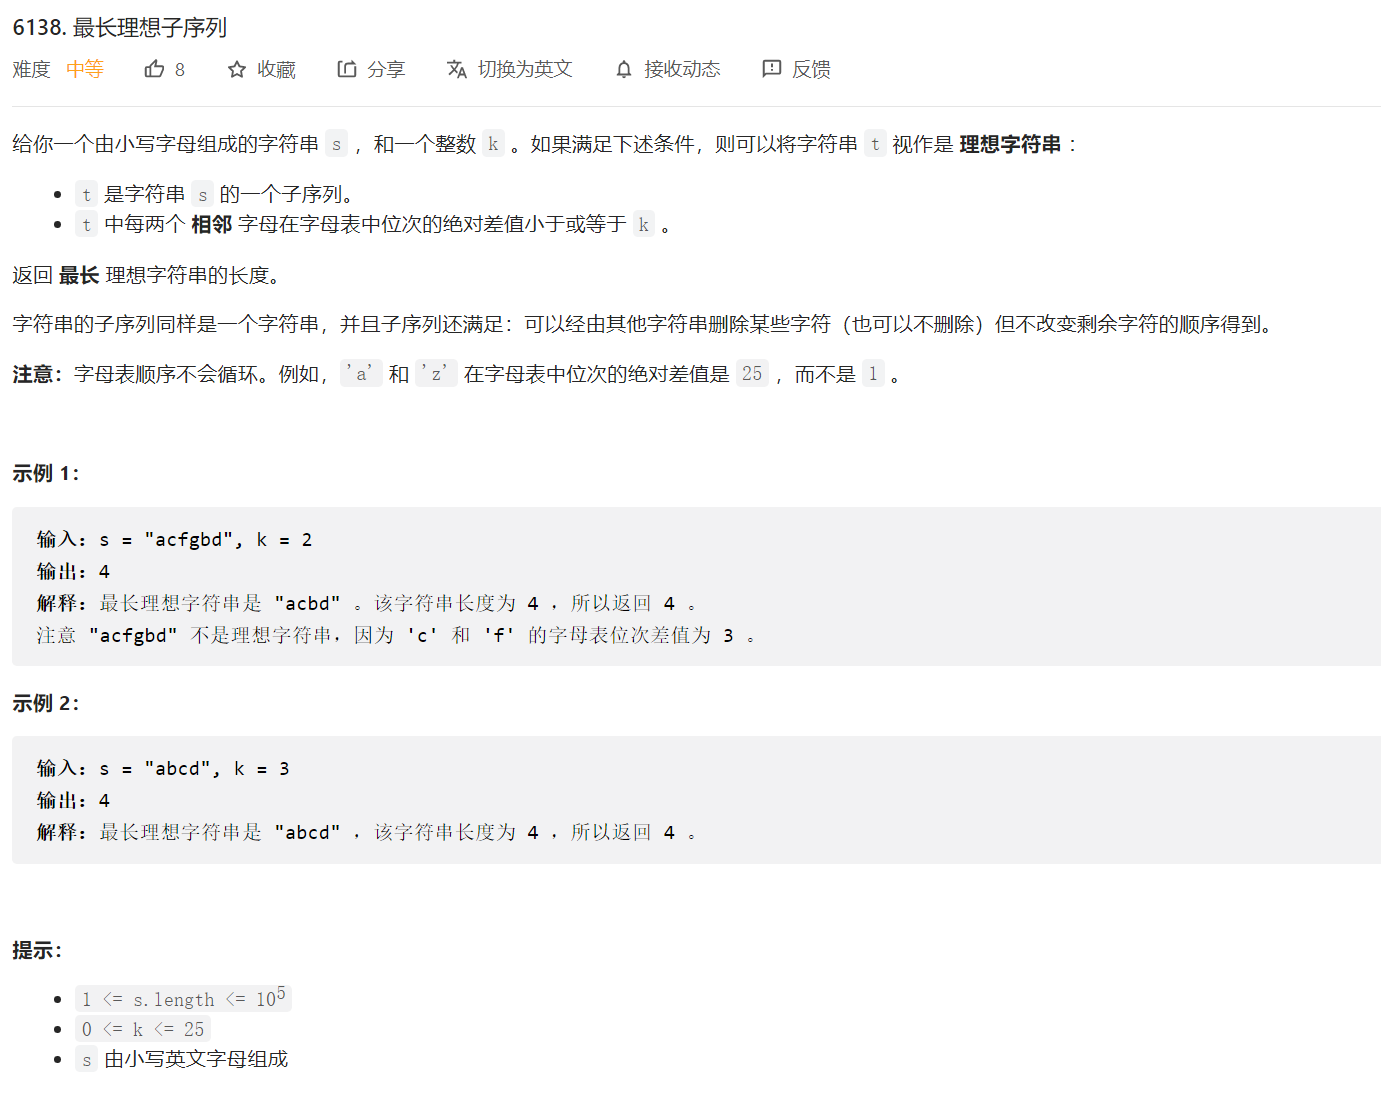 6138. 最长理想子序列
难度 中等 8 收藏 分享 切换为英文 接收动态 反馈
给你一个由小写字母组成的字符串 s ，和一个整数 k 。如果满足下述条件，则可以将字符串 t 视作是 理想字符串 ：
t 是字符串 s 的一个子序列。
t 中每两个 相邻 字母在字母表中位次的绝对差值小于或等于 k 。
返回 最长 理想字符串的长度。
字符串的子序列同样是一个字符串，并且子序列还满足：可以经由其他字符串删除某些字符（也可以不删除）但不改变剩余字符的顺序得到。
注意：字母表顺序不会循环。例如，'a' 和 'z' 在字母表中位次的绝对差值是 25 ，而不是 1 。
示例 1：
输入：s = "acfgbd", k = 2
输出：4
解释：最长理想字符串是 "acbd" 。该字符串长度为 4 ，所以返回 4 。
注意 "acfgbd" 不是理想字符串，因为 'c' 和 'f' 的字母表位次差值为 3 。
示例 2：
输入：s = "abcd", k = 3
输出：4
解释：最长理想字符串是 "abcd" ，该字符串长度为 4 ，所以返回 4 。
提示：
1 <= s.length <= 10⁵
0 <= k <= 25
s 由小写英文字母组成